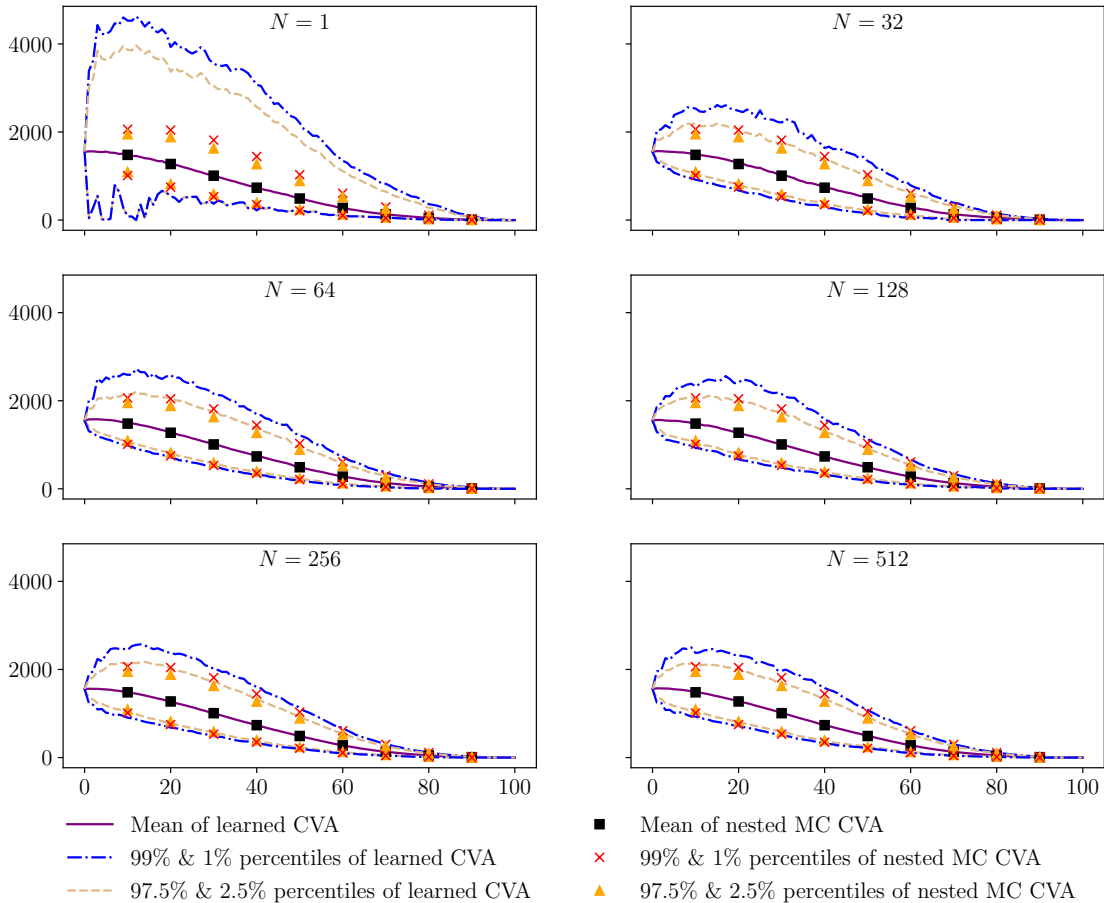 N = 1
N = 32
4000
2000
0
N = 64
N = 128
4000
2000
0
N = 256
N = 512
4000
2000
0
0 20 40 60 80 100
0 20 40 60 80 100
Mean of learned CVA
99% & 1% percentiles of learned CVA
97.5% & 2.5% percentiles of learned CVA
Mean of nested MC CVA
99% & 1% percentiles of nested MC CVA
97.5% & 2.5% percentiles of nested MC CVA